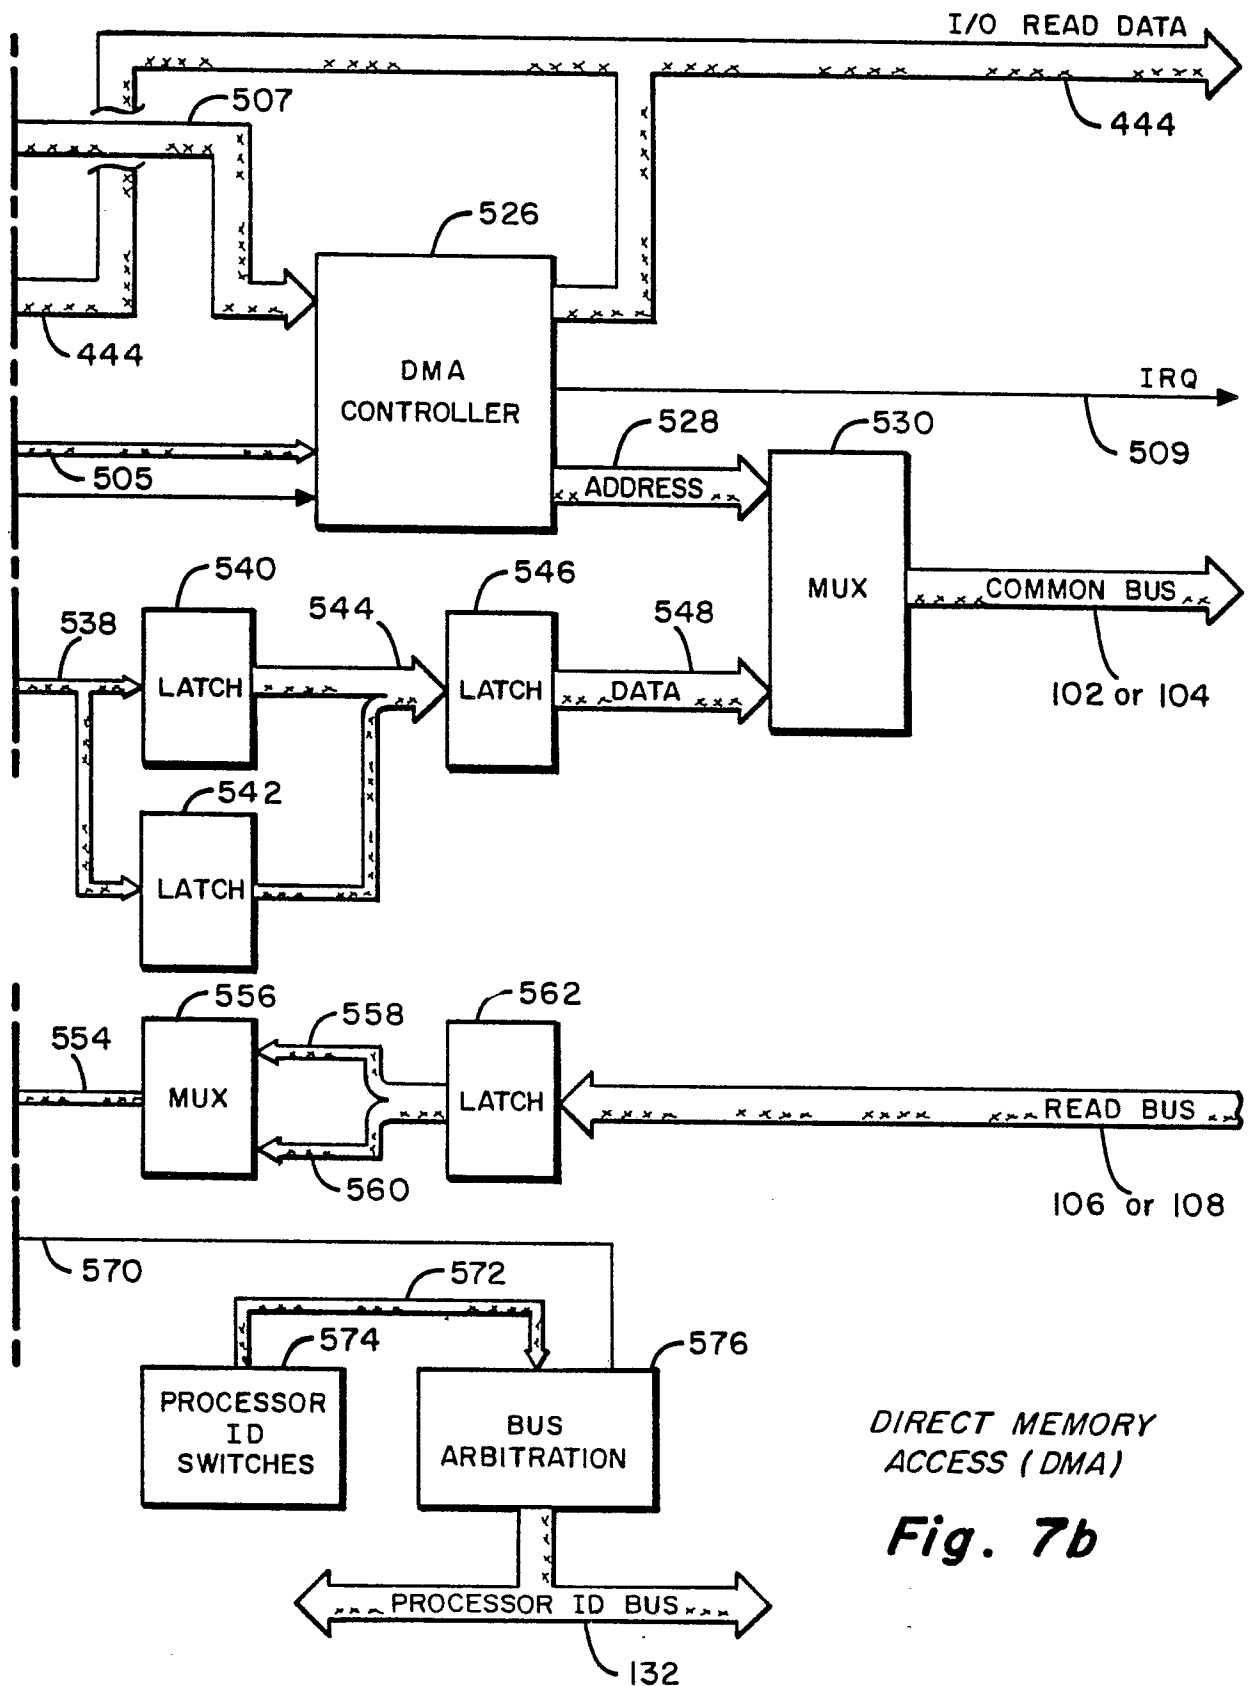 I/O READ DATA
507
444
526
444
DMA
CONTROLLER
IRQ
528
530
509
505
ADDRESS
540
546
544
548
538
MUX
COMMON BUS
LATCH
LATCH
DATA
102 or 104
542
LATCH
556
562
558
554
MUX
LATCH
READ BUS
560
106 or 108
570
572
574
576
PROCESSOR
ID
SWITCHES
BUS
ARBITRATION
DIRECT MEMORY
ACCESS (DMA)
Fig. 7b
PROCESSOR ID BUS
132